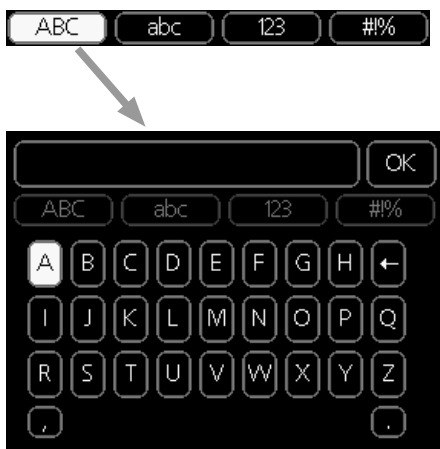 ABC abc 123 #!%
OK
ABC abc 123 #!%
A B C D E F G H ←
I J K L M N O P Q
R S T U V W X Y Z
, .